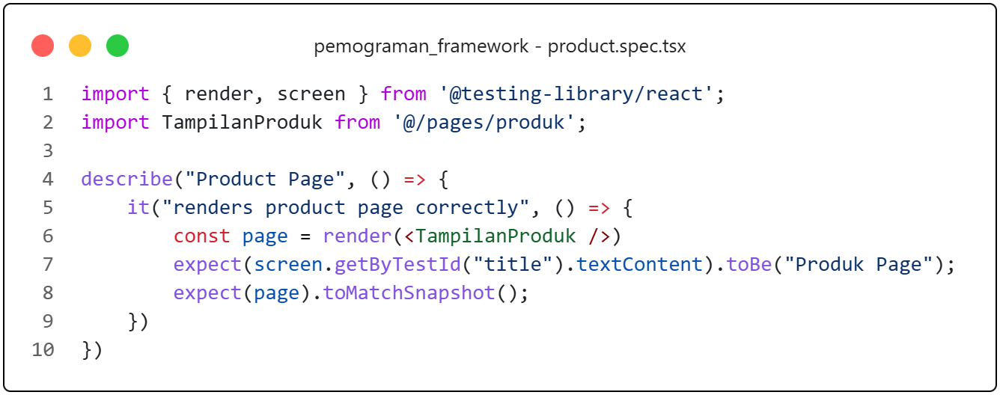 pemograman_framework - product.spec.tsx
1 import { render, screen } from '@testing-library/react';
2 import TampilanProduk from '@/pages/produk';
3
4 describe("Product Page", () => {
5     it("renders product page correctly", () => {
6         const page = render(<TampilanProduk />)
7         expect(screen.getByTestId("title").textContent).toBe("Produk Page");
8         expect(page).toMatchSnapshot();
9     })
10 })